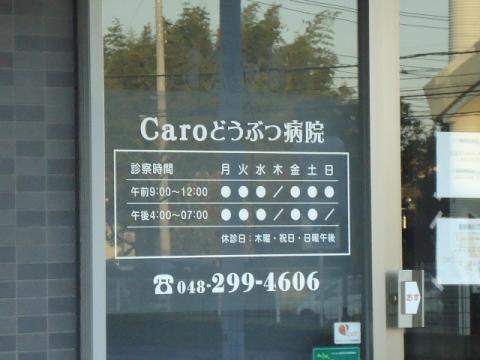 Caroどうぶつ病院
診察時間 月 火 水 木 金 土 日
午前9:00〜12:00 ● ● ● / ● ● ●
午後4:00〜07:00 ● ● ● / ● ● /
休診日：木曜・祝日・日曜午後
☎048-299-4606
おす